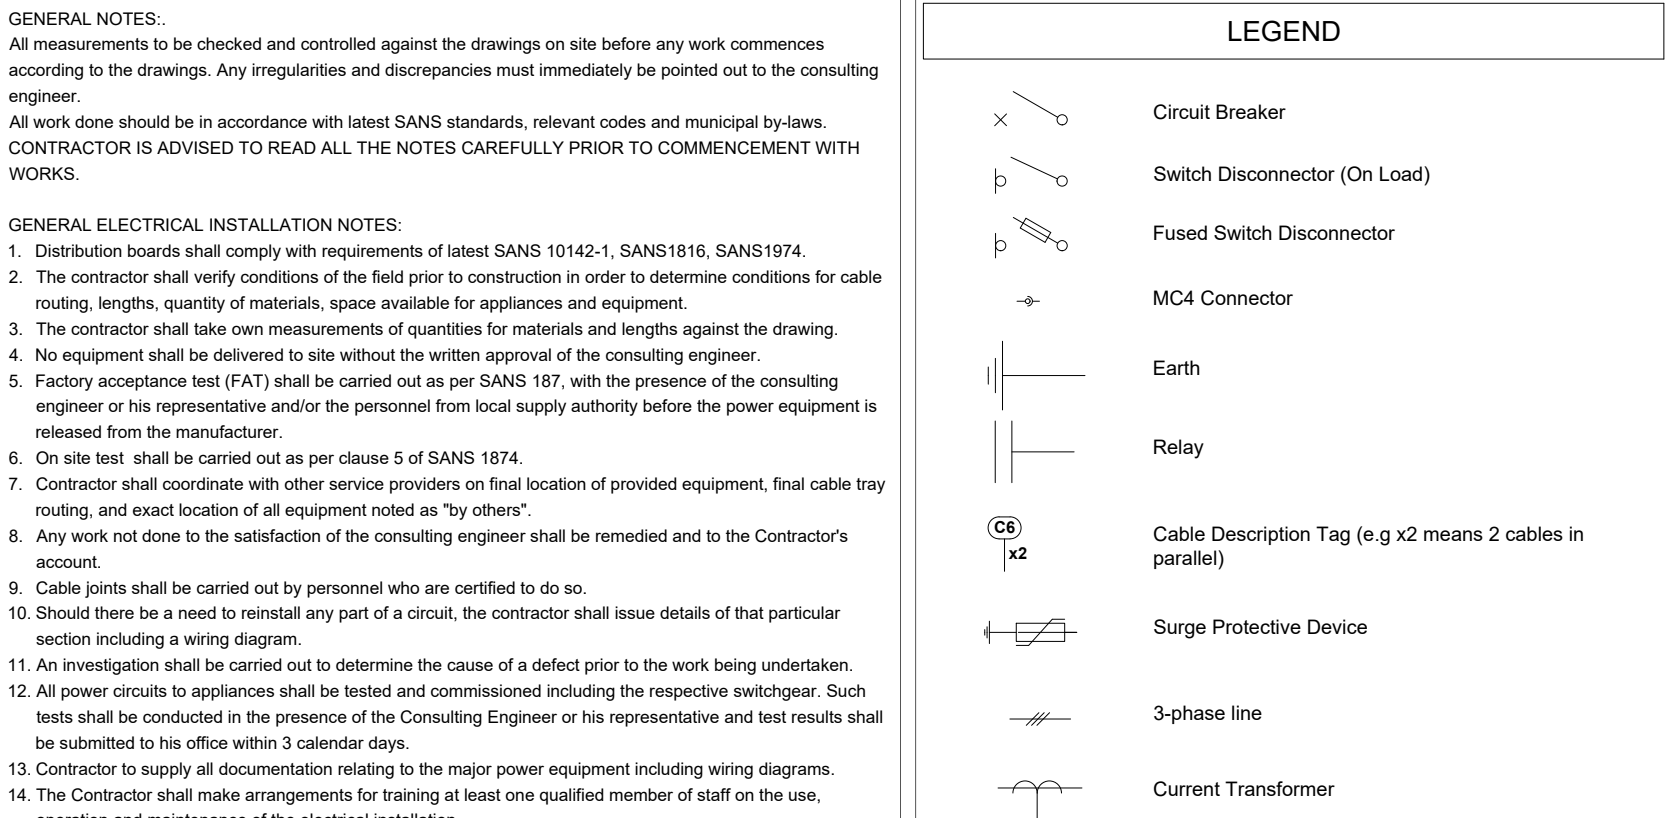 GENERAL NOTES:.
All measurements to be checked and controlled against the drawings on site before any work commences
according to the drawings. Any irregularities and discrepancies must immediately be pointed out to the consulting
engineer.
All work done should be in accordance with latest SANS standards, relevant codes and municipal by-laws.
CONTRACTOR IS ADVISED TO READ ALL THE NOTES CAREFULLY PRIOR TO COMMENCEMENT WITH
WORKS.
GENERAL ELECTRICAL INSTALLATION NOTES:
1. Distribution boards shall comply with requirements of latest SANS 10142-1, SANS1816, SANS1974.
2. The contractor shall verify conditions of the field prior to construction in order to determine conditions for cable
routing, lengths, quantity of materials, space available for appliances and equipment.
3. The contractor shall take own measurements of quantities for materials and lengths against the drawing.
4. No equipment shall be delivered to site without the written approval of the consulting engineer.
5. Factory acceptance test (FAT) shall be carried out as per SANS 187, with the presence of the consulting
engineer or his representative and/or the personnel from local supply authority before the power equipment is
released from the manufacturer.
6. On site test shall be carried out as per clause 5 of SANS 1874.
7. Contractor shall coordinate with other service providers on final location of provided equipment, final cable tray
routing, and exact location of all equipment noted as "by others".
8. Any work not done to the satisfaction of the consulting engineer shall be remedied and to the Contractor's
account.
9. Cable joints shall be carried out by personnel who are certified to do so.
10. Should there be a need to reinstall any part of a circuit, the contractor shall issue details of that particular
section including a wiring diagram.
11. An investigation shall be carried out to determine the cause of a defect prior to the work being undertaken.
12. All power circuits to appliances shall be tested and commissioned including the respective switchgear. Such
tests shall be conducted in the presence of the Consulting Engineer or his representative and test results shall
be submitted to his office within 3 calendar days.
13. Contractor to supply all documentation relating to the major power equipment including wiring diagrams.
14. The Contractor shall make arrangements for training at least one qualified member of staff on the use,
operation and maintenance of the electrical installation.
LEGEND
Circuit Breaker
Switch Disconnector (On Load)
Fused Switch Disconnector
MC4 Connector
Earth
Relay
C6
x2
Cable Description Tag (e.g x2 means 2 cables in
parallel)
Surge Protective Device
3-phase line
Current Transformer